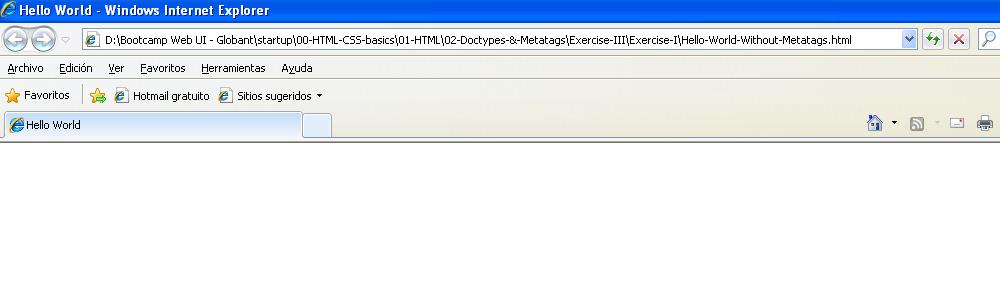 Hello World - Windows Internet Explorer
D:\Bootcamp Web UI - Globant\startup\00-HTML-CSS-basics\01-HTML\02-Doctypes-&-Metatags\Exercise-III\Exercise-I\Hello-World-Without-Metatags.html
Archivo Edición Ver Favoritos Herramientas Ayuda
Favoritos Hotmail gratuito Sitios sugeridos
Hello World